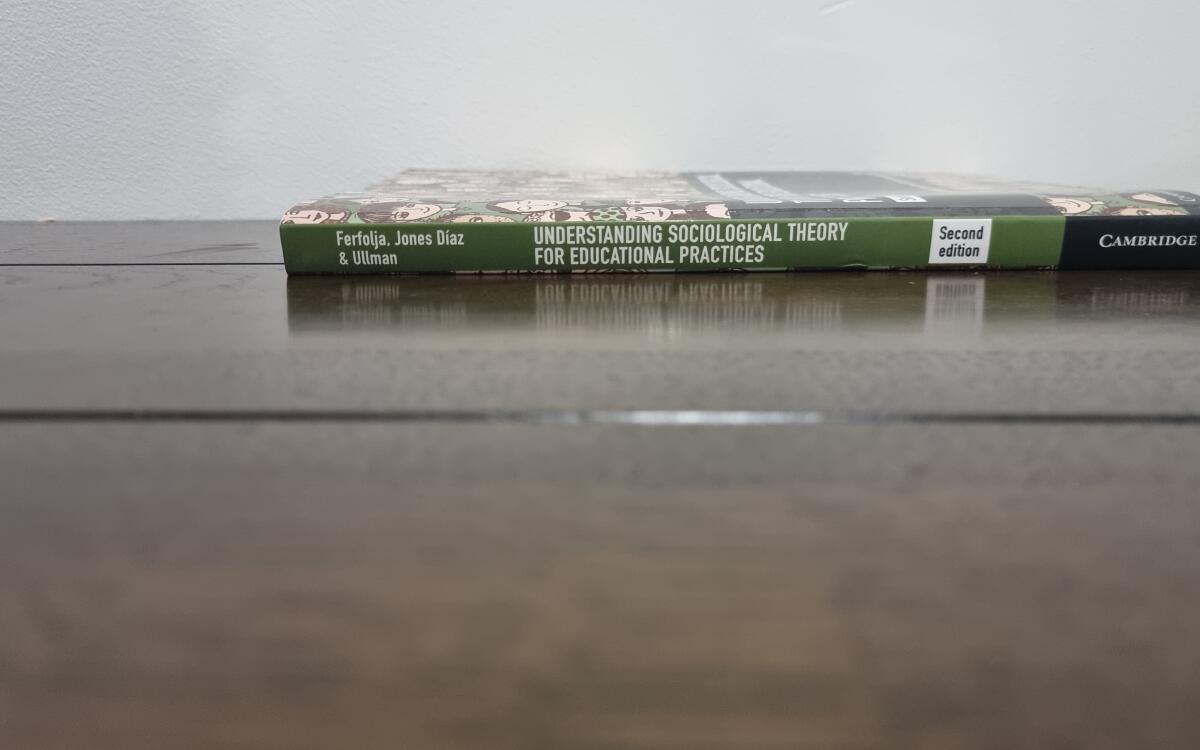 Ferfolja, Jones Díaz
& Ullman
UNDERSTANDING SOCIOLOGICAL THEORY
FOR EDUCATIONAL PRACTICES
Second
edition
CAMBRIDGE